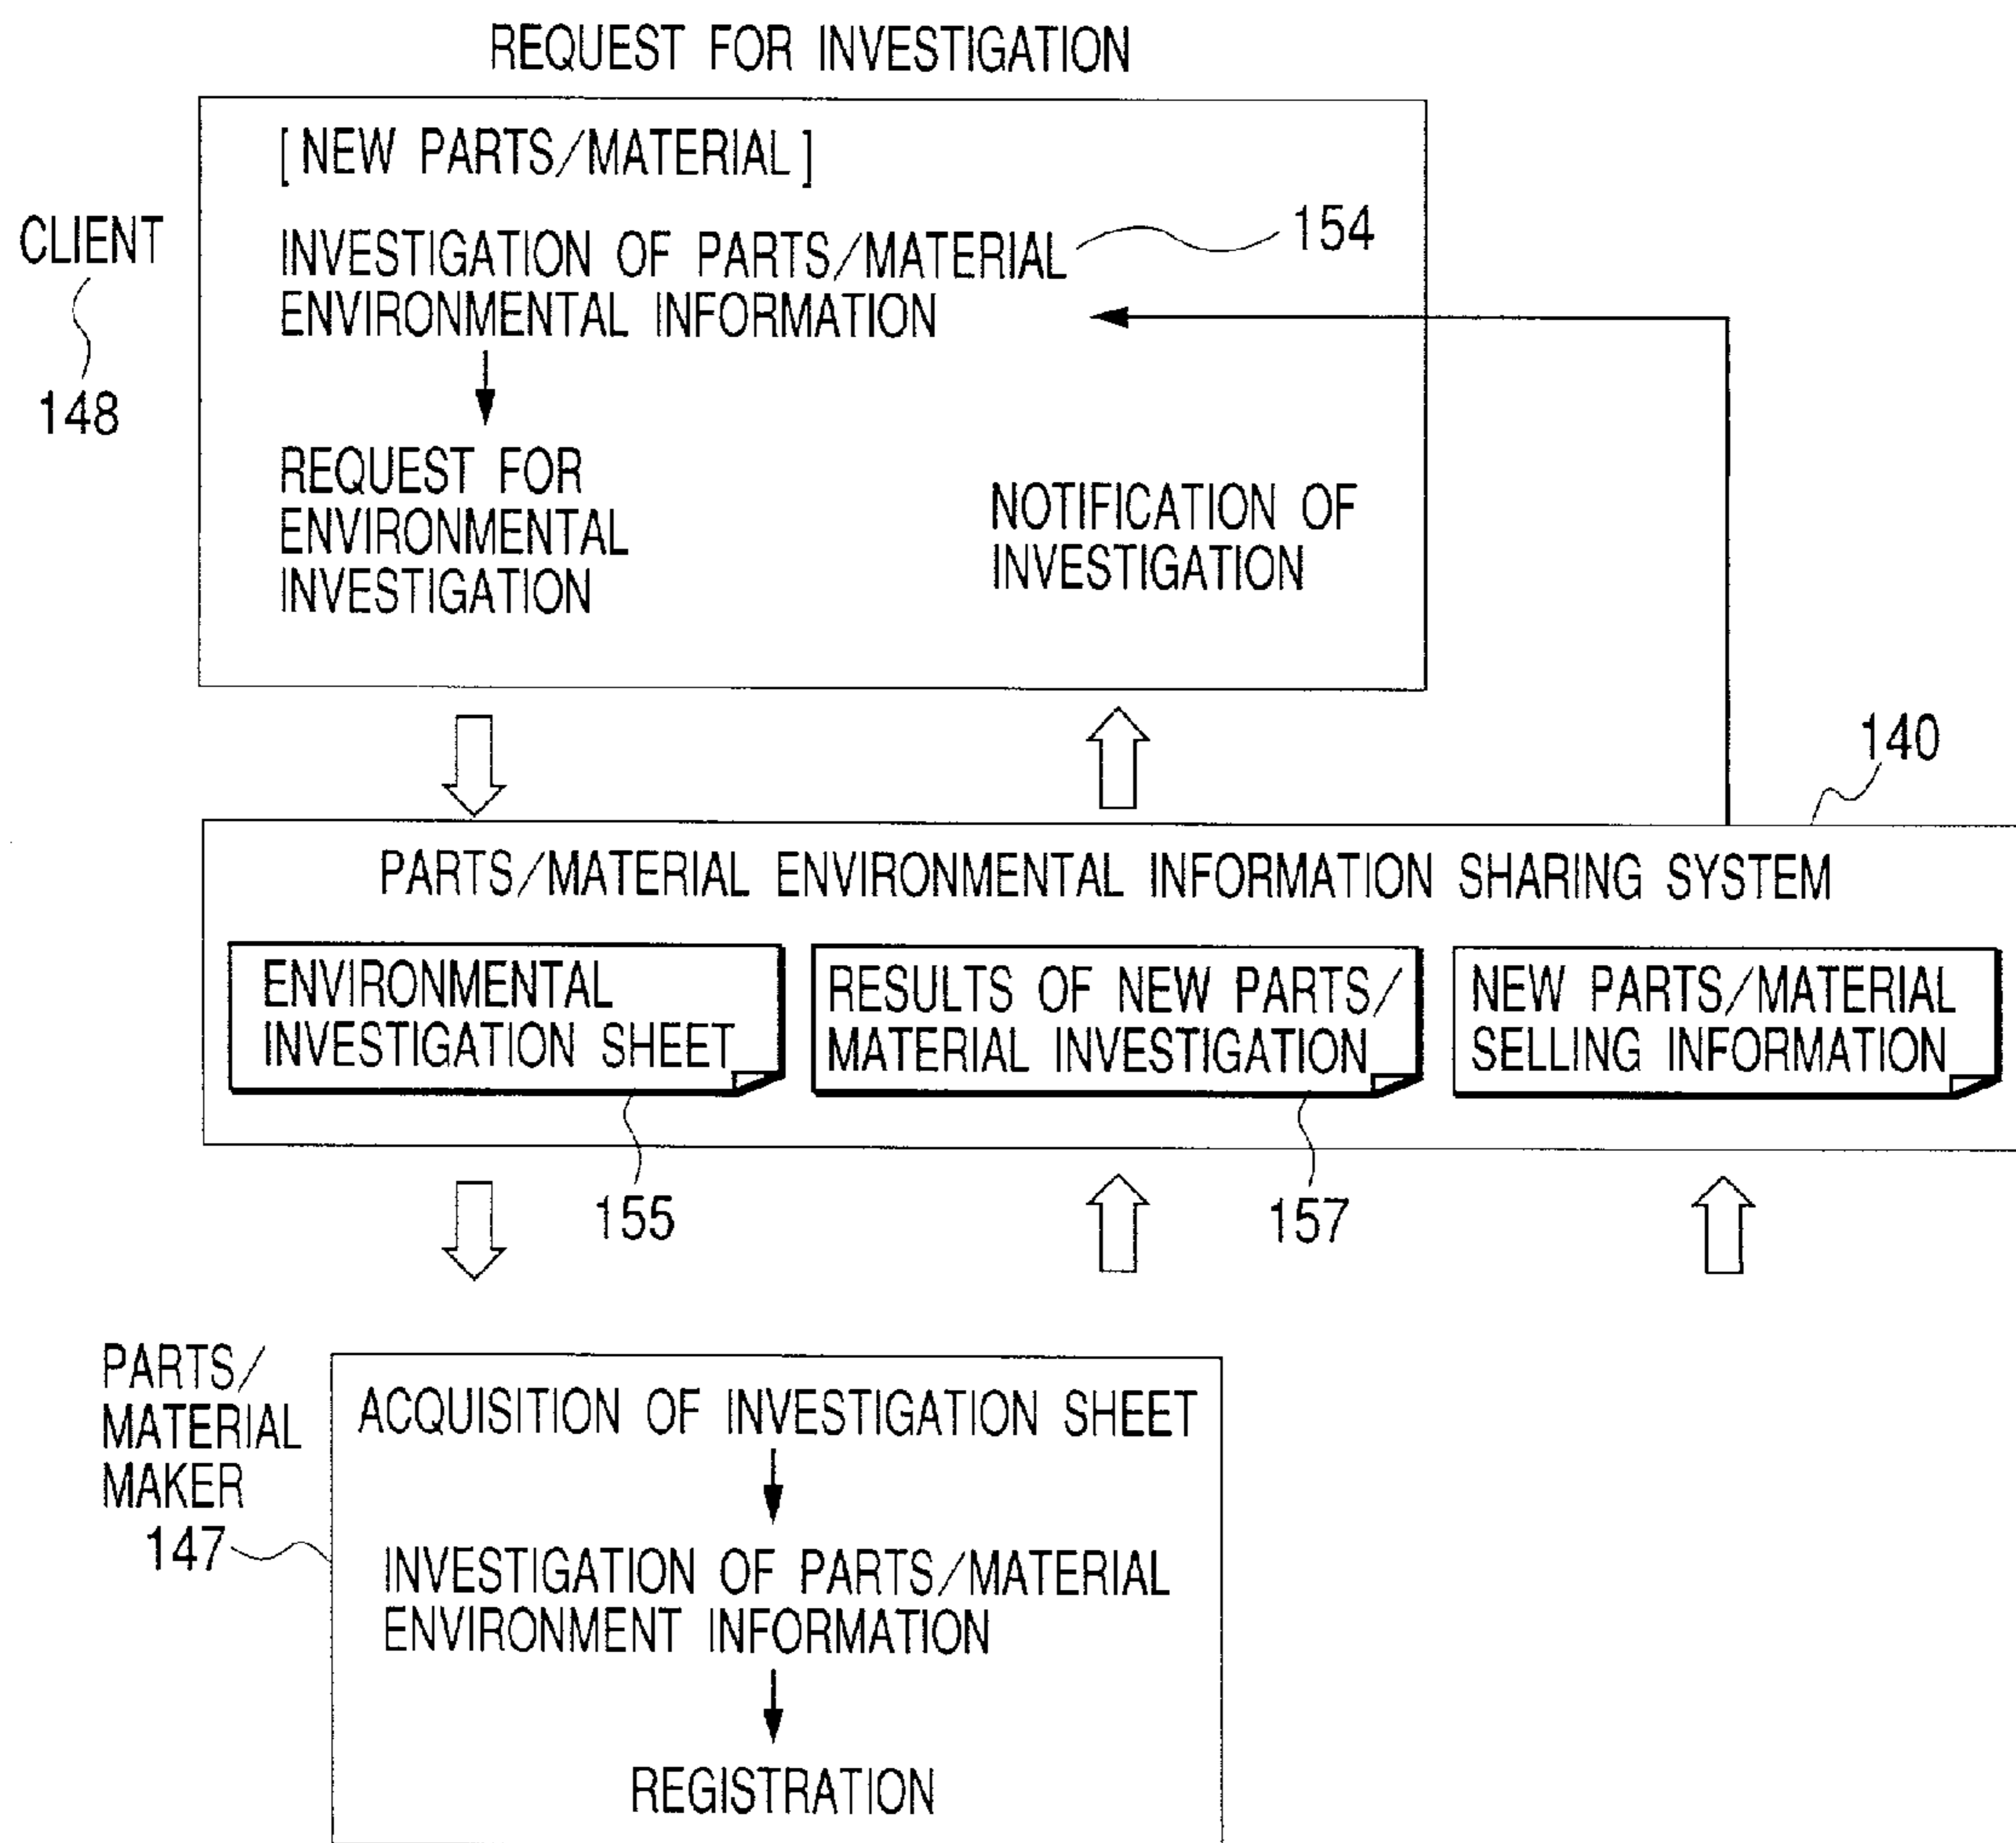 REQUEST FOR INVESTIGATION
[NEW PARTS/MATERIAL]
CLIENT
148
INVESTIGATION OF PARTS/MATERIAL
ENVIRONMENTAL INFORMATION
154
REQUEST FOR
ENVIRONMENTAL
INVESTIGATION
NOTIFICATION OF
INVESTIGATION
140
PARTS/MATERIAL ENVIRONMENTAL INFORMATION SHARING SYSTEM
ENVIRONMENTAL
INVESTIGATION SHEET
RESULTS OF NEW PARTS/
MATERIAL INVESTIGATION
NEW PARTS/MATERIAL
SELLING INFORMATION
155
157
PARTS/
MATERIAL
MAKER
147
ACQUISITION OF INVESTIGATION SHEET
INVESTIGATION OF PARTS/MATERIAL
ENVIRONMENT INFORMATION
REGISTRATION